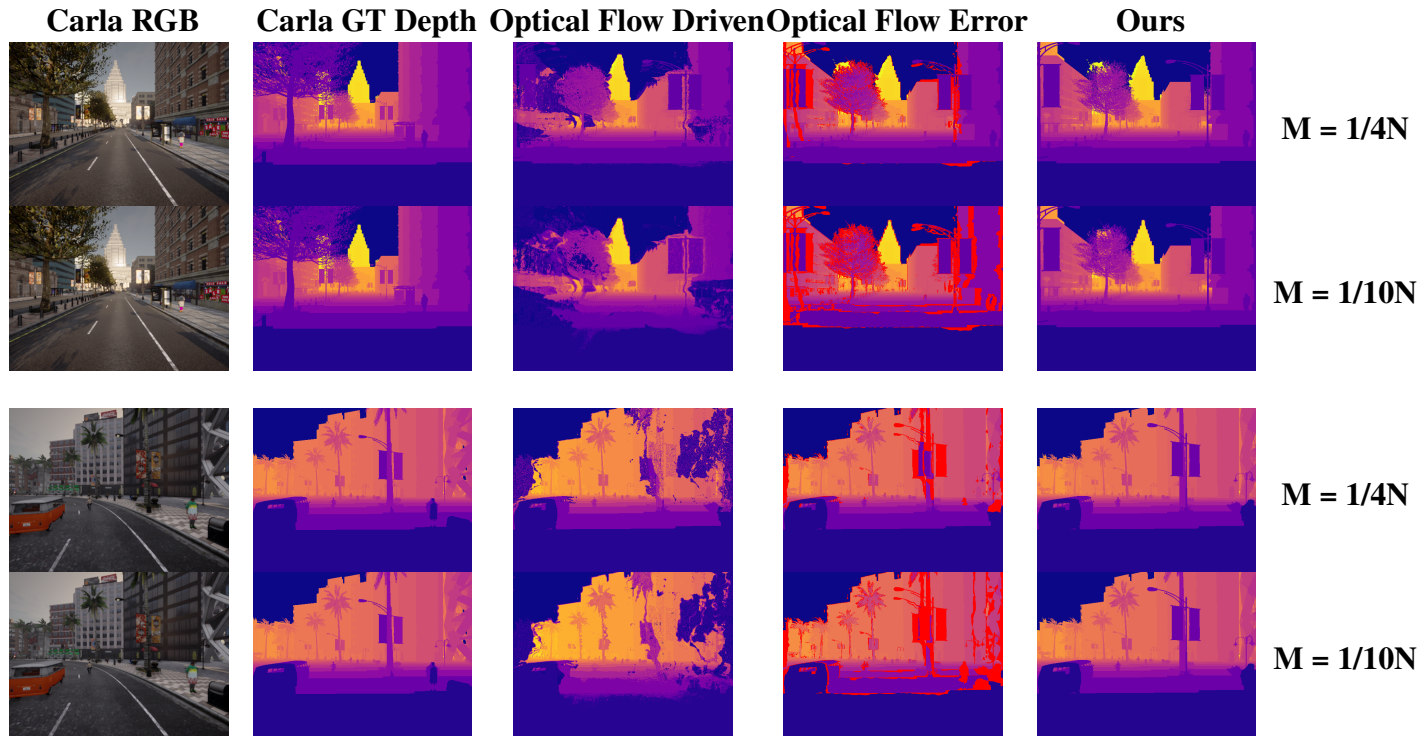 Carla RGB Carla GT Depth Optical Flow Driven Optical Flow Error Ours
M = 1/4N
M = 1/10N
M = 1/4N
M = 1/10N